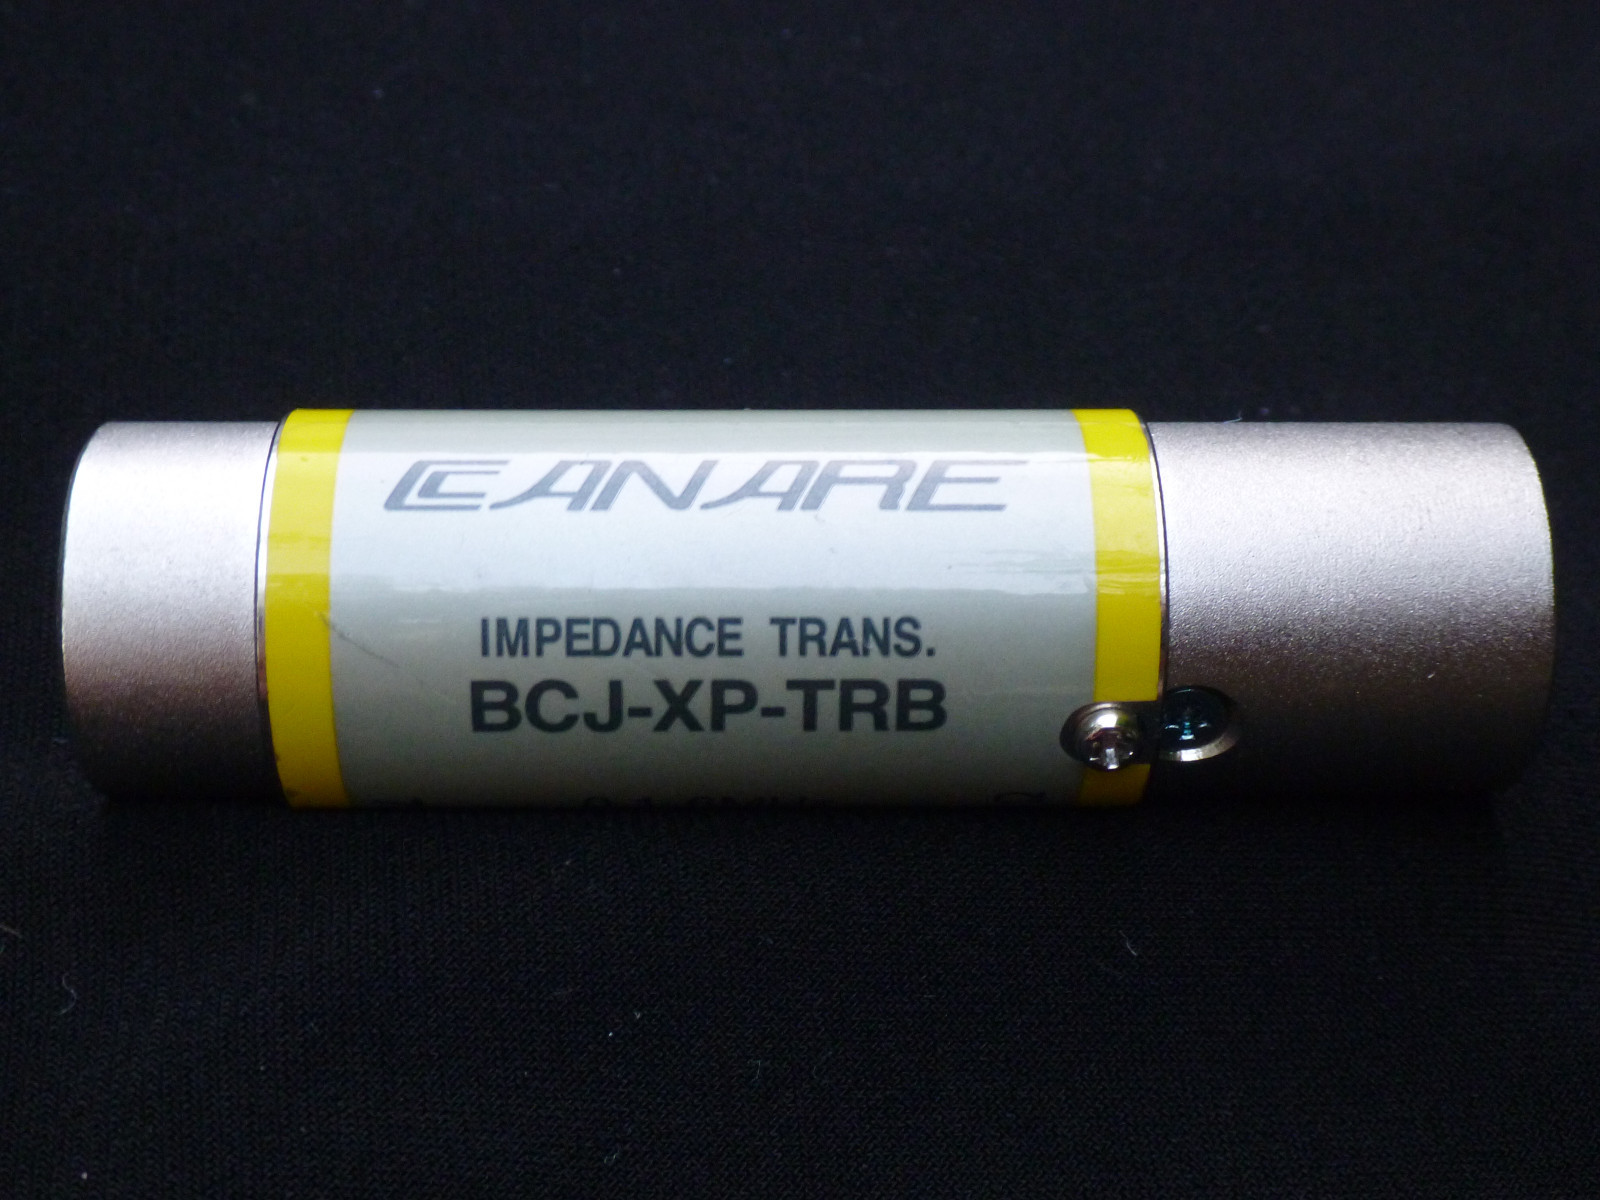 CANARE
IMPEDANCE TRANS.
BCJ-XP-TRB